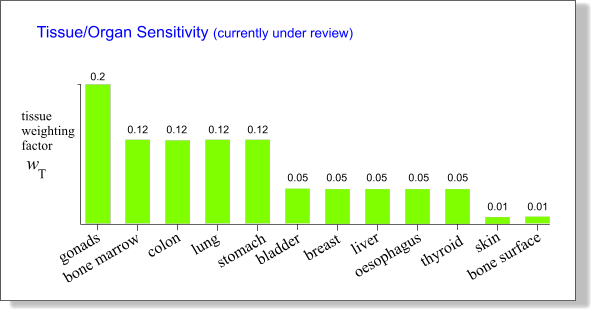 Tissue/Organ Sensitivity (currently under review)
tissue
weighting
factor
wT
0.2
0.12
0.12
0.12
0.12
0.05
0.05
0.05
0.05
0.05
0.01
0.01
gonads
bone marrow
colon
lung
stomach
bladder
breast
liver
oesophagus
thyroid
skin
bone surface